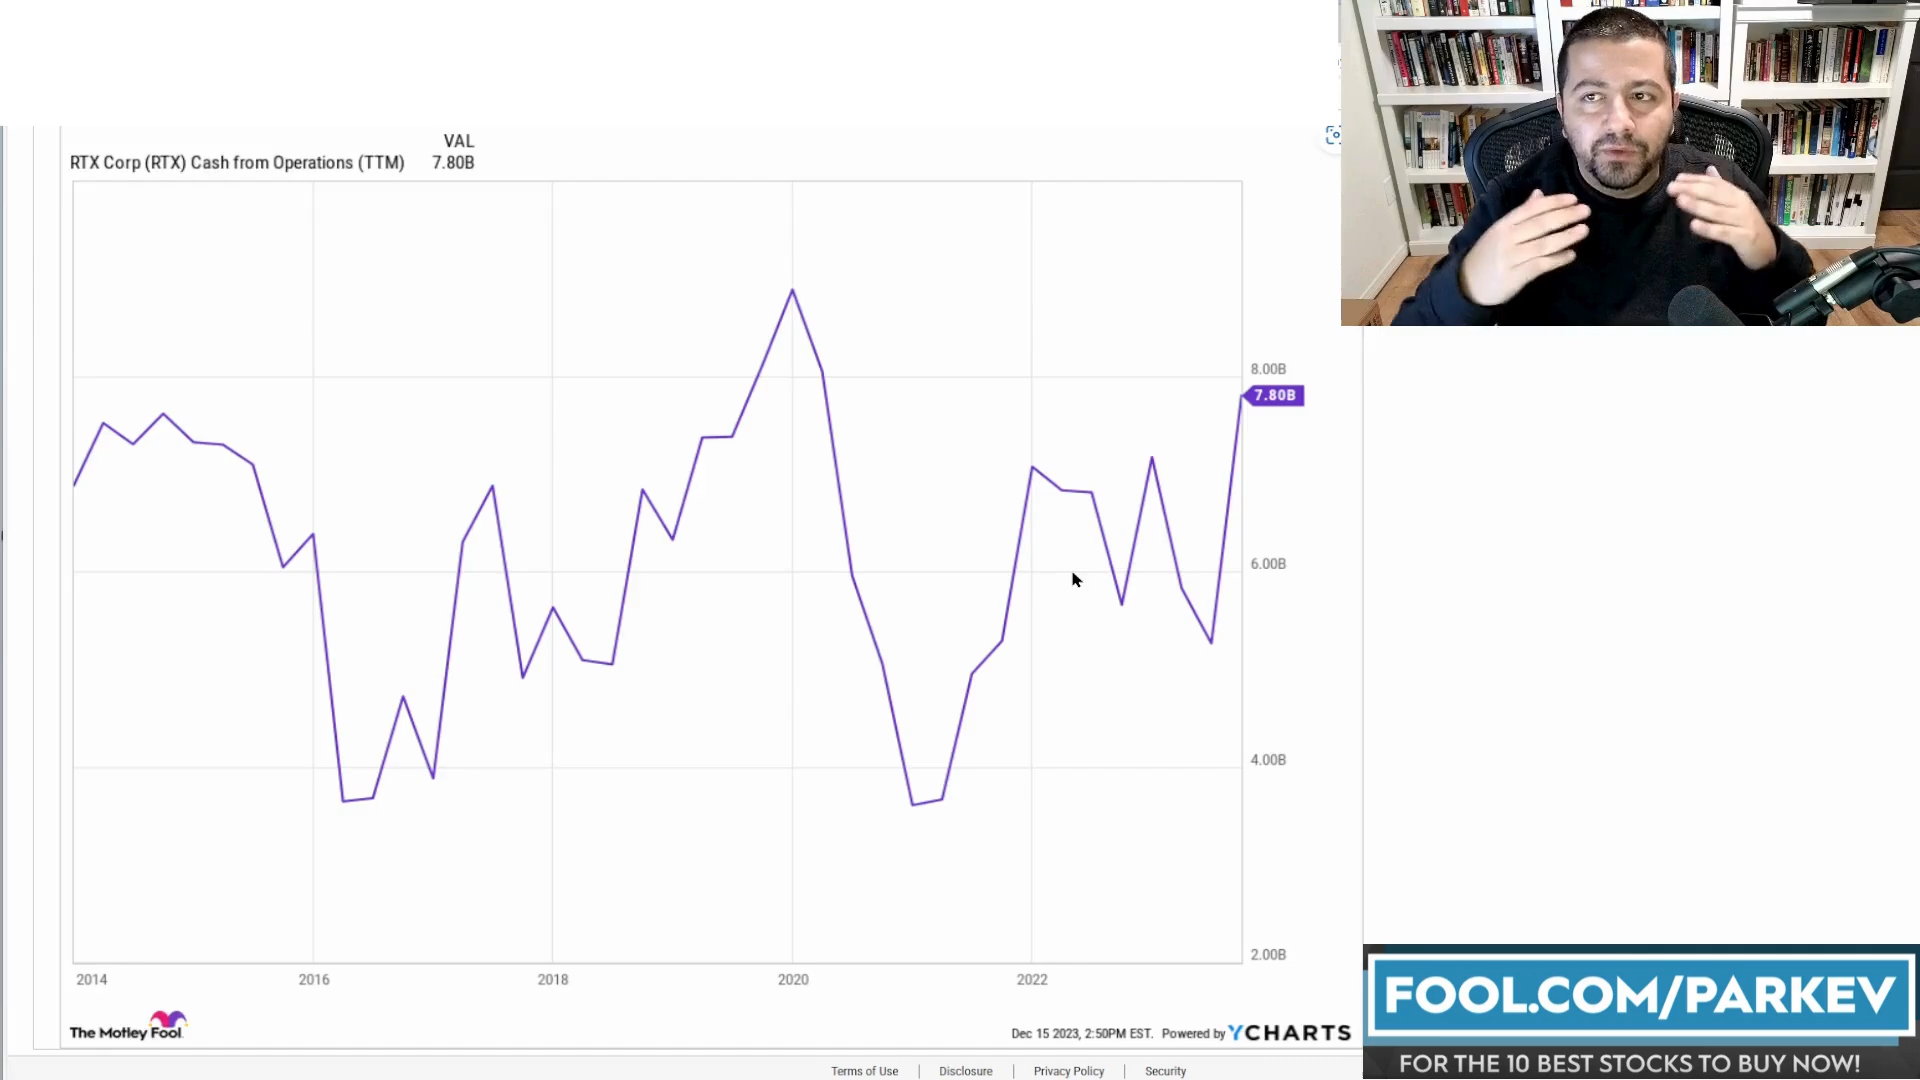 VAL
RTX Corp (RTX) Cash from Operations (TTM) 7.80B
8.00B
7.80B
6.00B
4.00B
2.00B
2014 2016 2018 2020 2022
The Motley Fool
Dec 15 2023, 2:50PM EST. Powered by YCHARTS
Terms of Use | Disclosure | Privacy Policy | Security
FOOL.COM/PARKEV
FOR THE 10 BEST STOCKS TO BUY NOW!